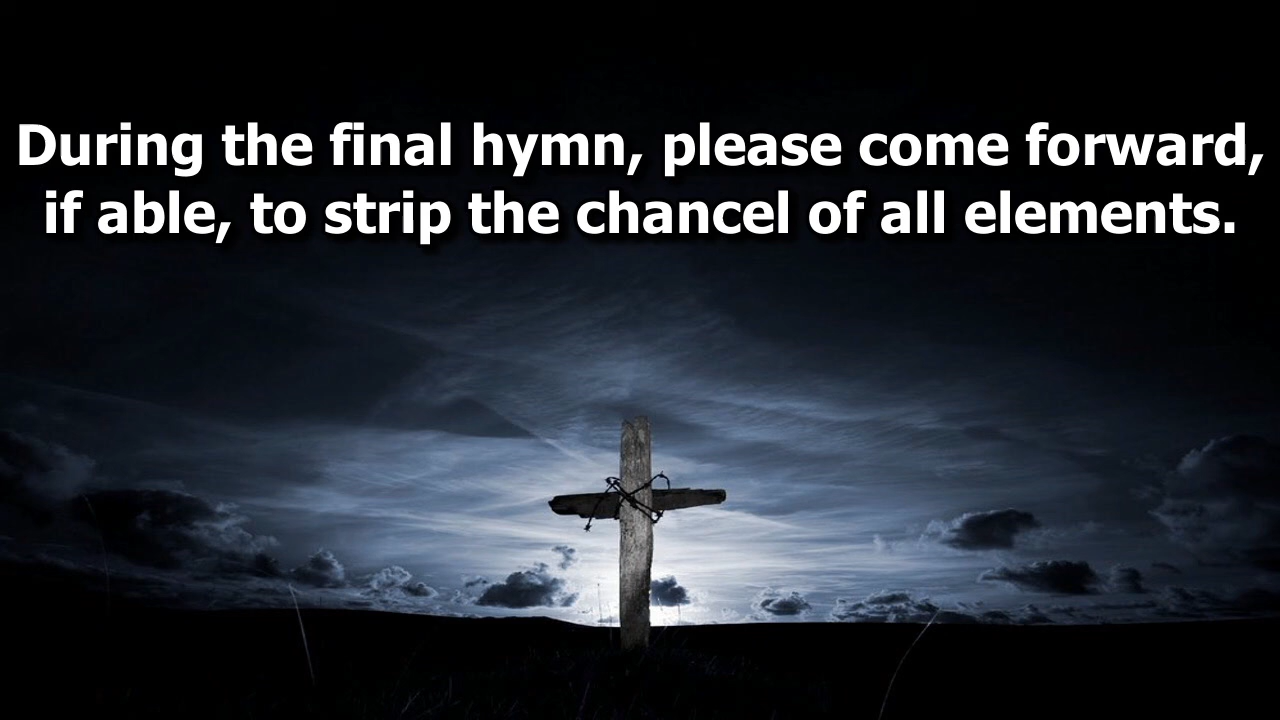 During the final hymn, please come forward,
if able, to strip the chancel of all elements.